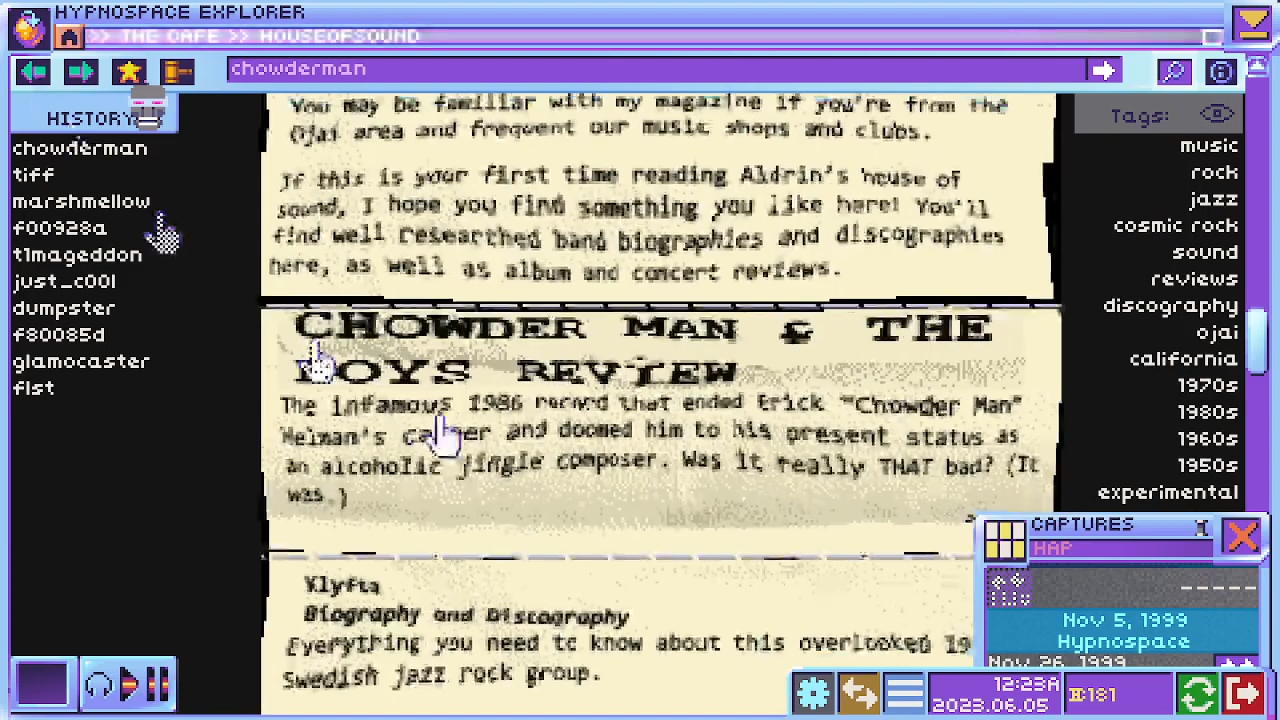 HYPNOSPACE EXPLORER
>> THE CAFE >> HOUSEOFSOUND
chowderman
HISTORY
chowderman
tiff
marshmellow
f00928a
t1mageddon
just_c00l
dumpster
f80085d
glamocaster
f1st
You may be familiar with my magazine if you're from the
Ojai area and frequent our music shops and clubs.
If this is your first time reading Aldrin's house of
sound, I hope you find something you like here! You'll
find well researched band biographies and discographies
here, as well as album and concert reviews.
CHOWDER MAN & THE
BOYS REVIEW
The infamous 1986 record that ended Erick "Chowder Man"
Helman's career and doomed him to his present status as
an alcoholic jingle composer. Was it really THAT bad? (It
was.)
Klyfta
Biography and Discography
Everything you need to know about this overlooked 19
Swedish jazz rock group.
Tags:
music
rock
jazz
cosmic rock
sound
reviews
discography
ojai
california
1970s
1980s
1960s
1950s
experimental
CAPTURES
HAP
Nov 5, 1999
Hypnospace
Nov 26, 1999
12:23A
2023.06.05
:181